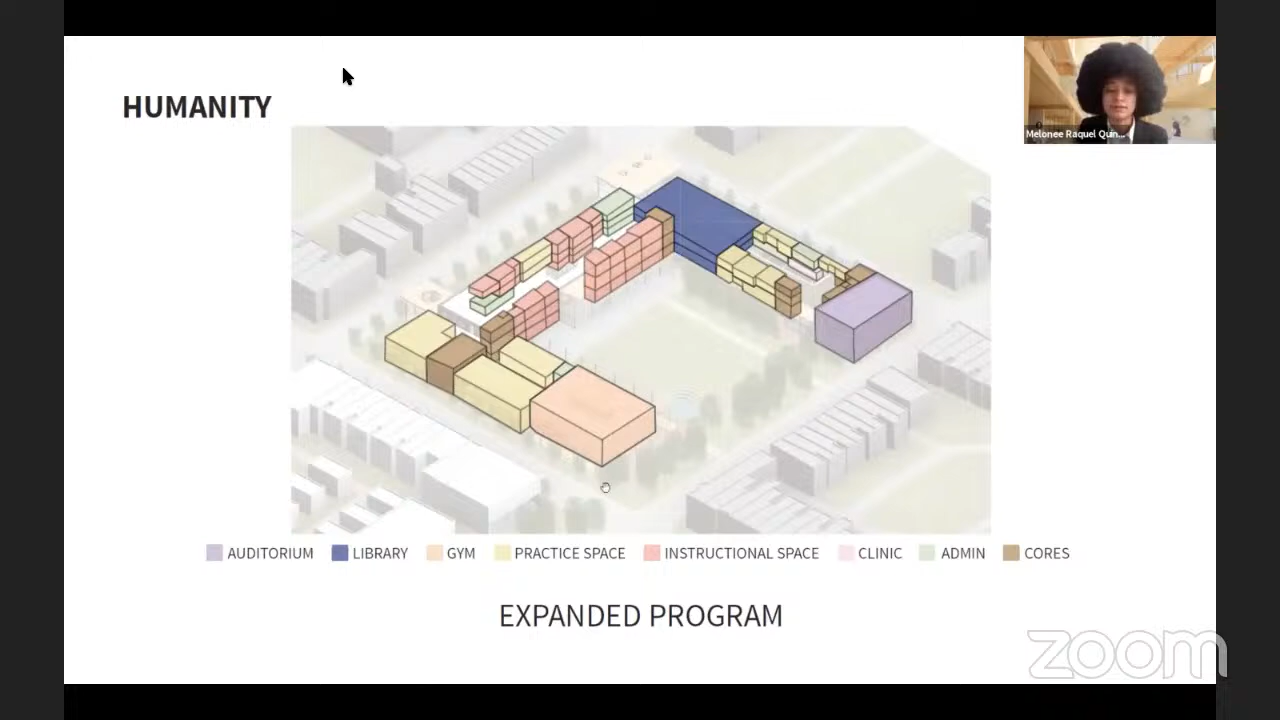 HUMANITY
Melonee Raquel Quin...
AUDITORIUM LIBRARY GYM PRACTICE SPACE INSTRUCTIONAL SPACE CLINIC ADMIN CORES
EXPANDED PROGRAM
zoom